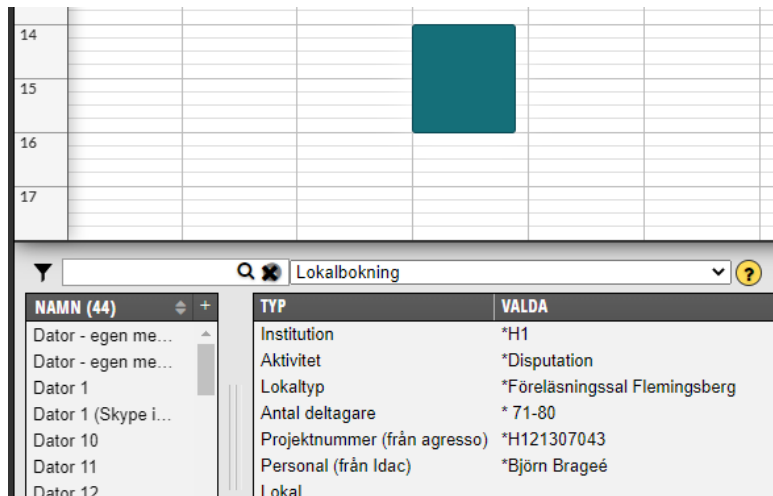 14
15
16
17
Lokalbokning
?
NAMN (44) +
Dator - egen me...
Dator - egen me...
Dator 1
Dator 1 (Skype i...
Dator 10
Dator 11
Dator 12
TYP VALDA
Institution *H1
Aktivitet *Disputation
Lokaltyp *Föreläsningssal Flemingsberg
Antal deltagare * 71-80
Projektnummer (från agresso) *H121307043
Personal (från Idac) *Björn Brageé
Lokal